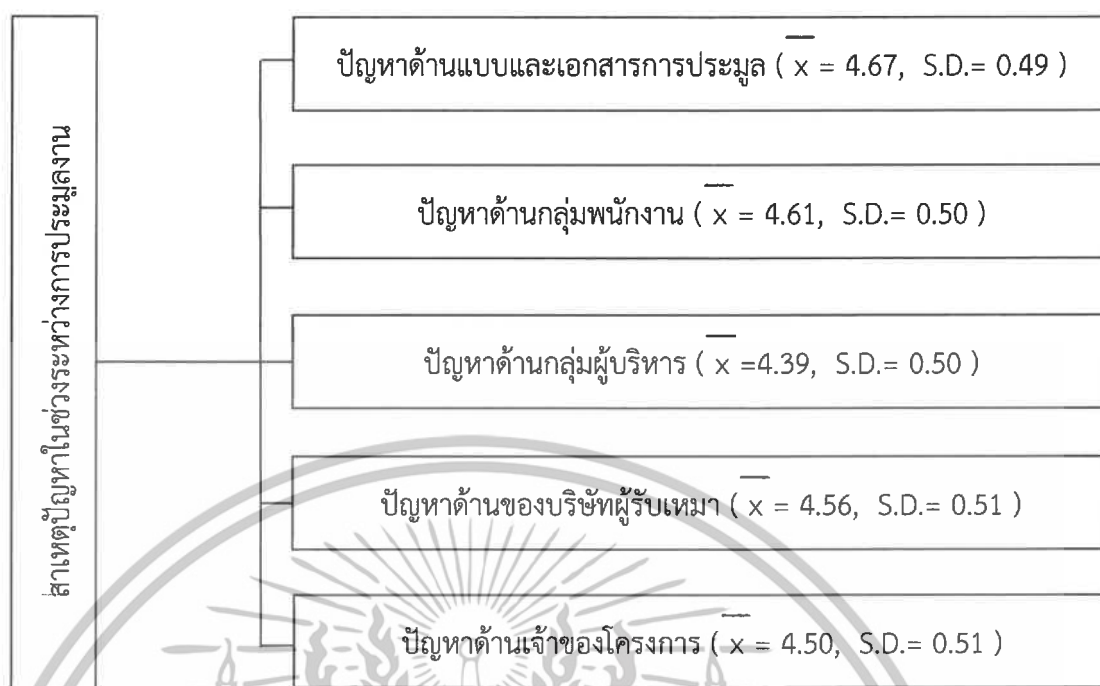 สาเหตุปัญหาในช่วงระหว่างการประมูลงาน
ปัญหาด้านแบบและเอกสารการประมูล ( x̅ = 4.67, S.D.= 0.49 )
ปัญหาด้านกลุ่มพนักงาน ( x̅ = 4.61, S.D.= 0.50 )
ปัญหาด้านกลุ่มผู้บริหาร ( x̅ =4.39, S.D.= 0.50 )
ปัญหาด้านของบริษัทผู้รับเหมา ( x̅ = 4.56, S.D.= 0.51 )
ปัญหาด้านเจ้าของโครงการ ( x̅ = 4.50, S.D.= 0.51 )